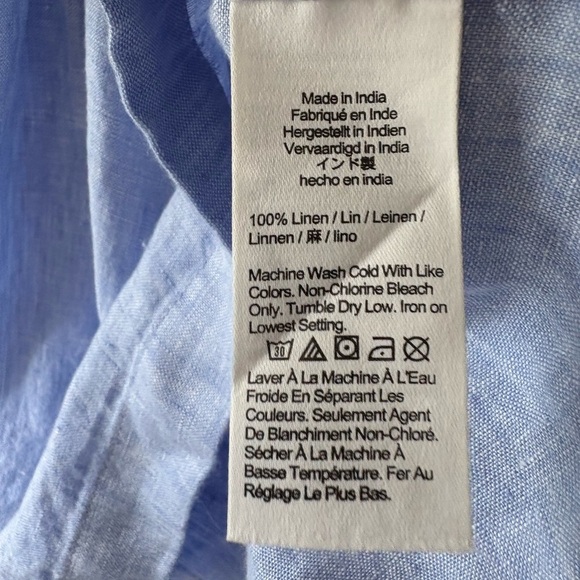 Made in India
Fabriqué en Inde
Hergestellt in Indien
Vervaardigd in India
インド製
hecho en india
100% Linen / Lin / Leinen /
Linnen / 麻 / lino
Machine Wash Cold With Like
Colors. Non-Chlorine Bleach
Only. Tumble Dry Low. Iron on
Lowest Setting.
30
Laver À La Machine À L'Eau
Froide En Séparant Les
Couleurs. Seulement Agent
De Blanchiment Non-Chloré.
Sécher À La Machine À
Basse Température. Fer Au
Réglage Le Plus Bas.